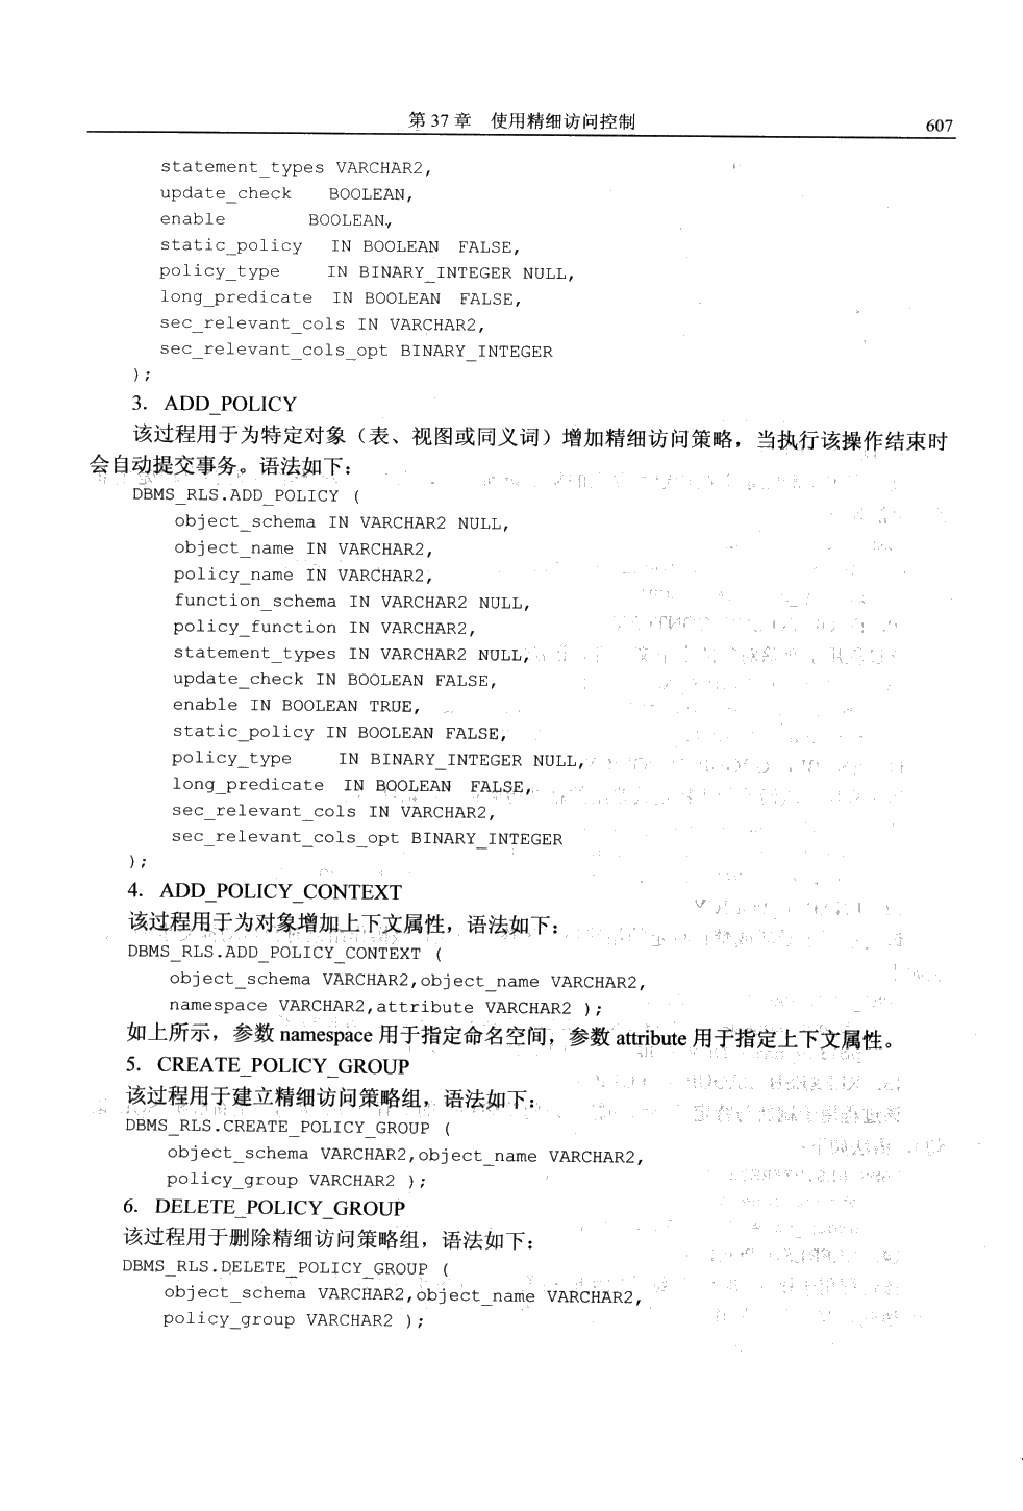 第 37 章 使用精细访问控制 607
statement_types VARCHAR2,
update_check BOOLEAN,
enable BOOLEAN,
static_policy IN BOOLEAN FALSE,
policy_type IN BINARY_INTEGER NULL,
long_predicate IN BOOLEAN FALSE,
sec_relevant_cols IN VARCHAR2,
sec_relevant_cols_opt BINARY_INTEGER
);
3. ADD_POLICY
该过程用于为特定对象（表、视图或同义词）增加精细访问策略，当执行该操作结束时
会自动提交事务。语法如下：
DBMS_RLS.ADD_POLICY (
object_schema IN VARCHAR2 NULL,
object_name IN VARCHAR2,
policy_name IN VARCHAR2,
function_schema IN VARCHAR2 NULL,
policy_function IN VARCHAR2,
statement_types IN VARCHAR2 NULL,
update_check IN BOOLEAN FALSE,
enable IN BOOLEAN TRUE,
static_policy IN BOOLEAN FALSE,
policy_type IN BINARY_INTEGER NULL,
long_predicate IN BOOLEAN FALSE,
sec_relevant_cols IN VARCHAR2,
sec_relevant_cols_opt BINARY_INTEGER
);
4. ADD_POLICY_CONTEXT
该过程用于为对象增加上下文属性，语法如下：
DBMS_RLS.ADD_POLICY_CONTEXT (
object_schema VARCHAR2,object_name VARCHAR2,
namespace VARCHAR2,attribute VARCHAR2 );
如上所示，参数 namespace 用于指定命名空间，参数 attribute 用于指定上下文属性。
5. CREATE_POLICY_GROUP
该过程用于建立精细访问策略组，语法如下：
DBMS_RLS.CREATE_POLICY_GROUP (
object_schema VARCHAR2,object_name VARCHAR2,
policy_group VARCHAR2 );
6. DELETE_POLICY_GROUP
该过程用于删除精细访问策略组，语法如下：
DBMS_RLS.DELETE_POLICY_GROUP (
object_schema VARCHAR2,object_name VARCHAR2,
policy_group VARCHAR2 );